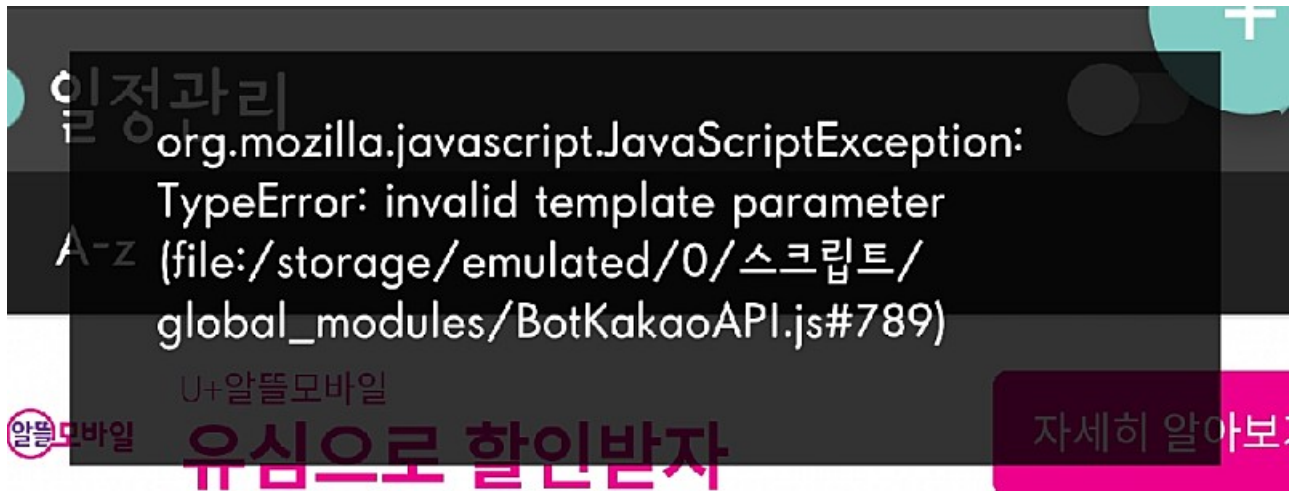 +
일정관리
org.mozilla.javascript.JavaScriptException:
TypeError: invalid template parameter
A-z
(file:/storage/emulated/0/스크립트/
global_modules/BotKakaoAPI.js#789)
U+알뜰모바일
알뜰모바일
유심으로 할인받자
자세히 알아보기